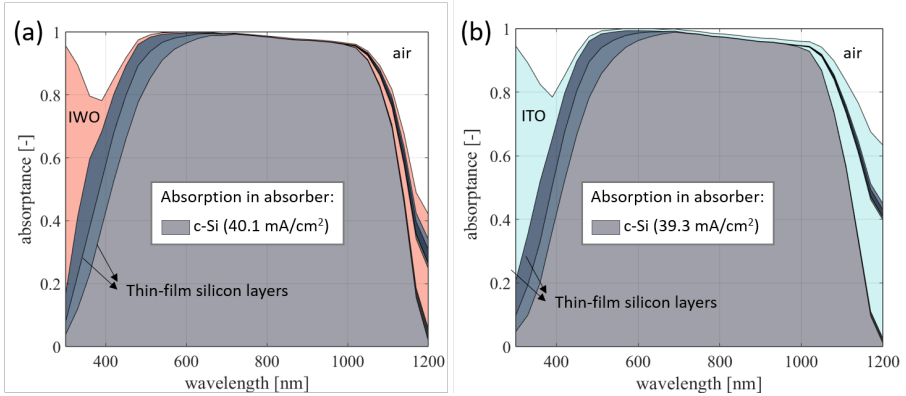 (a)
1
0.8
0.6
0.4
0.2
0
absorptance [-]
IWO
air
Absorption in absorber:
c-Si (40.1 mA/cm²)
Thin-film silicon layers
400
600
800
1000
1200
wavelength [nm]
(b)
1
0.8
0.6
0.4
0.2
0
absorptance [-]
ITO
air
Absorption in absorber:
c-Si (39.3 mA/cm²)
Thin-film silicon layers
400
600
800
1000
1200
wavelength [nm]